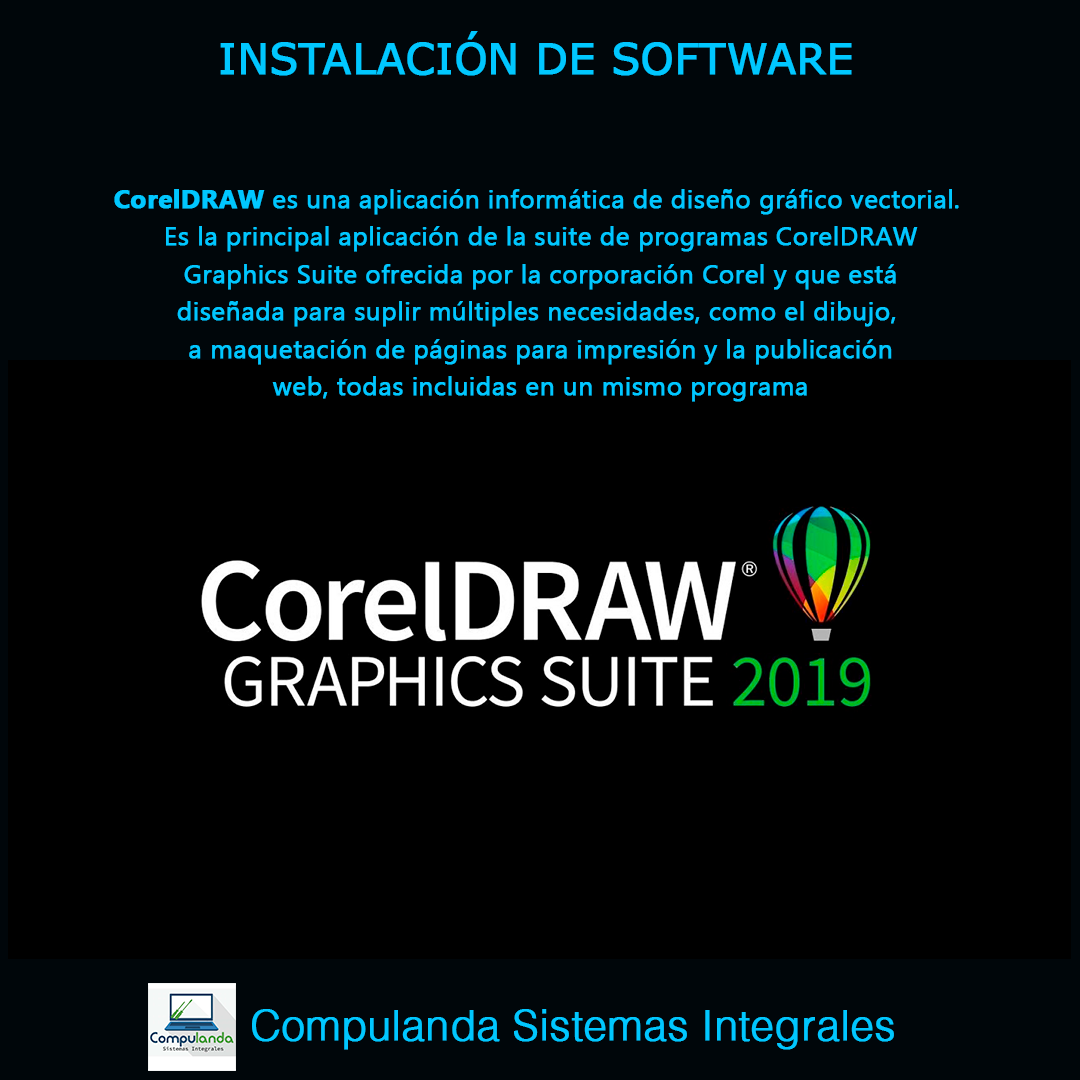 INSTALACIÓN DE SOFTWARE
CorelDRAW es una aplicación informática de diseño gráfico vectorial.
Es la principal aplicación de la suite de programas CorelDRAW
Graphics Suite ofrecida por la corporación Corel y que está
diseñada para suplir múltiples necesidades, como el dibujo,
a maquetación de páginas para impresión y la publicación
web, todas incluidas en un mismo programa
CorelDRAW®
GRAPHICS SUITE 2019
Compulanda
Sistemas Integrales
Compulanda Sistemas Integrales